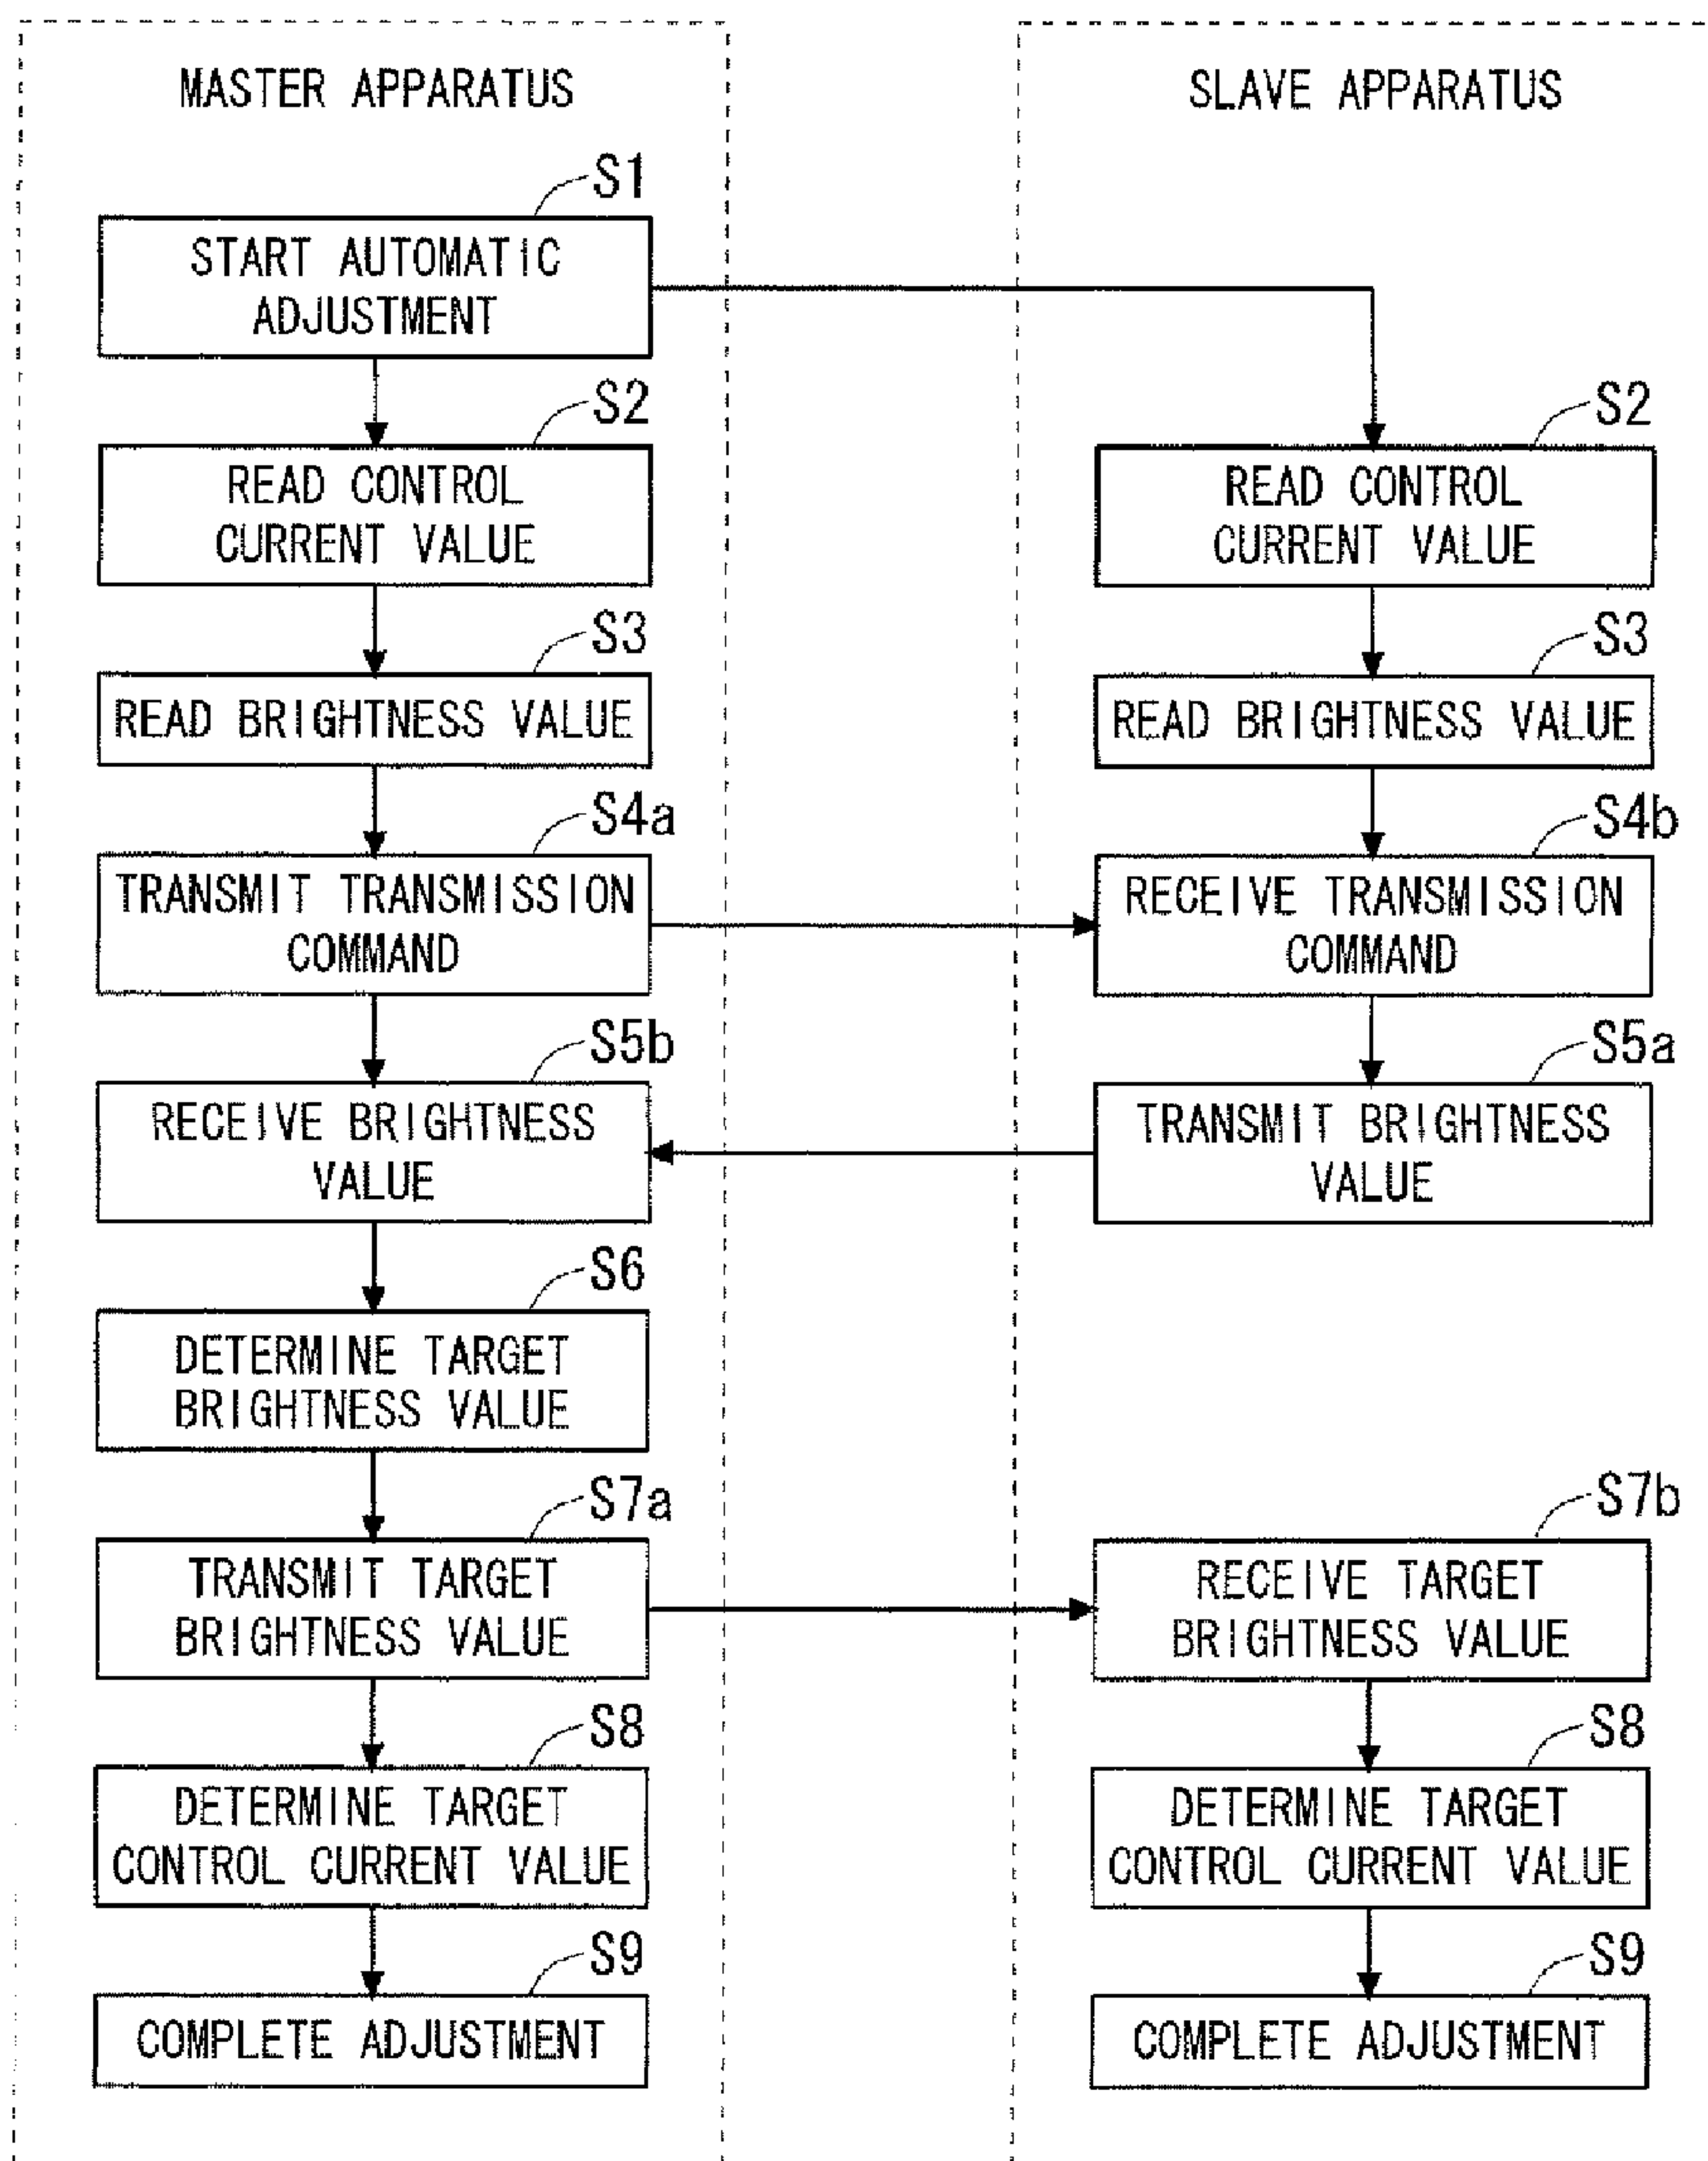 MASTER APPARATUS
S1
START AUTOMATIC
ADJUSTMENT
S2
READ CONTROL
CURRENT VALUE
S3
READ BRIGHTNESS VALUE
S4a
TRANSMIT TRANSMISSION
COMMAND
S5b
RECEIVE BRIGHTNESS
VALUE
S6
DETERMINE TARGET
BRIGHTNESS VALUE
S7a
TRANSMIT TARGET
BRIGHTNESS VALUE
S8
DETERMINE TARGET
CONTROL CURRENT VALUE
S9
COMPLETE ADJUSTMENT
SLAVE APPARATUS
S2
READ CONTROL
CURRENT VALUE
S3
READ BRIGHTNESS VALUE
S4b
RECEIVE TRANSMISSION
COMMAND
S5a
TRANSMIT BRIGHTNESS
VALUE
S7b
RECEIVE TARGET
BRIGHTNESS VALUE
S8
DETERMINE TARGET
CONTROL CURRENT VALUE
S9
COMPLETE ADJUSTMENT